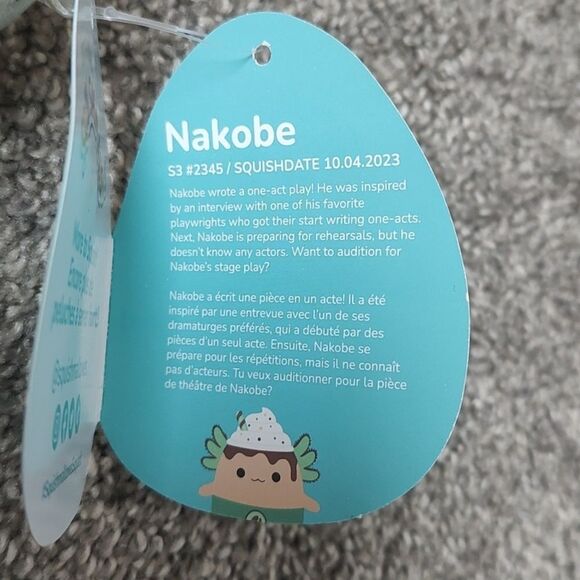 Nakobe
S3 #2345 / SQUISHDATE 10.04.2023
Nakobe wrote a one-act play! He was inspired
by an interview with one of his favorite
playwrights who got their start writing one-acts.
Next, Nakobe is preparing for rehearsals, but he
doesn't know any actors. Want to audition for
Nakobe's stage play?
Nakobe a écrit une pièce en un acte! Il a été
inspiré par une entrevue avec l'un de ses
dramaturges préférés, qui a débuté par des
pièces d'un seul acte. Ensuite, Nakobe se
prépare pour les répétitions, mais il ne connaît
pas d'acteurs. Tu veux auditionner pour la pièce
de théâtre de Nakobe?